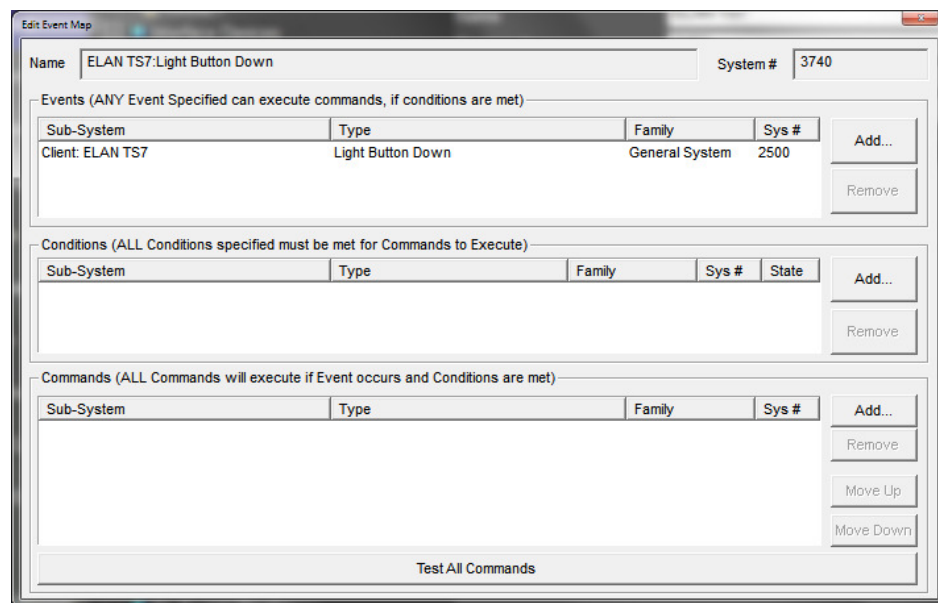 Edit Event Map
Name ELAN TS7:Light Button Down System # 3740
Events (ANY Event Specified can execute commands, if conditions are met)
Sub-System Type Family Sys #
Add...
Client: ELAN TS7 Light Button Down General System 2500
Remove
Conditions (ALL Conditions specified must be met for Commands to Execute)
Sub-System Type Family Sys # State
Add...
Remove
Commands (ALL Commands will execute if Event occurs and Conditions are met)
Sub-System Type Family Sys # Add...
Remove
Move Up
Move Down
Test All Commands